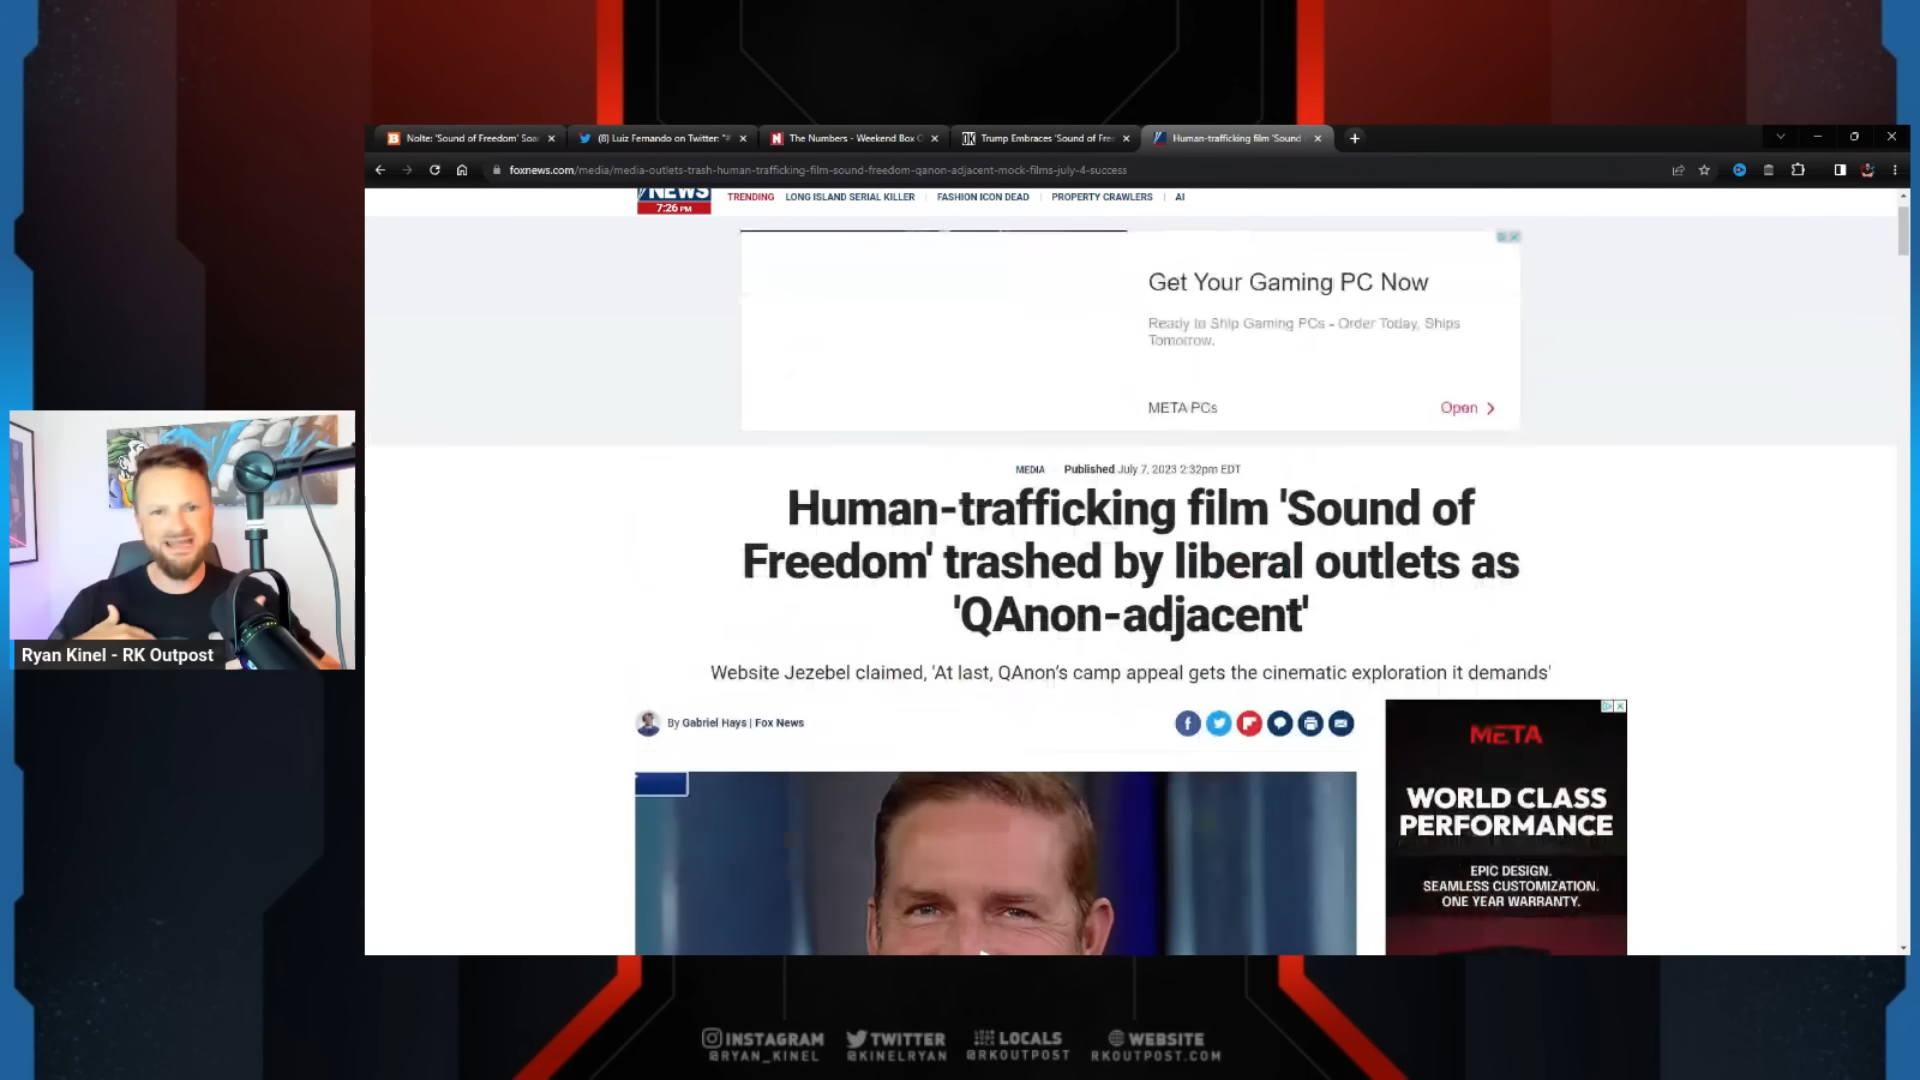 Nolte: 'Sound of Freedom' Soa
(8) Luiz Fernando on Twitter: "#
The Numbers - Weekend Box O
OK
Trump Embraces 'Sound of Fre
Human-trafficking film 'Sound
foxnews.com/media/media-outlets-trash-human-trafficking-film-sound-freedom-qanon-adjacent-mock-films-july-4-success
NEWS
7:26 PM
TRENDING LONG ISLAND SERIAL KILLER FASHION ICON DEAD PROPERTY CRAWLERS AI
Get Your Gaming PC Now
Ready to Ship Gaming PCs - Order Today, Ships
Tomorrow.
META PCs
Open
MEDIA Published July 7, 2023 2:32pm EDT
Human-trafficking film 'Sound of
Freedom' trashed by liberal outlets as
'QAnon-adjacent'
Website Jezebel claimed, 'At last, QAnon's camp appeal gets the cinematic exploration it demands'
By Gabriel Hays | Fox News
META
WORLD CLASS
PERFORMANCE
EPIC DESIGN.
SEAMLESS CUSTOMIZATION.
ONE YEAR WARRANTY.
Ryan Kinel - RK Outpost
INSTAGRAM
@RYAN_KINEL
TWITTER
@KINELRYAN
LOCALS
@RKOUTPOST
WEBSITE
RKOUTPOST.COM